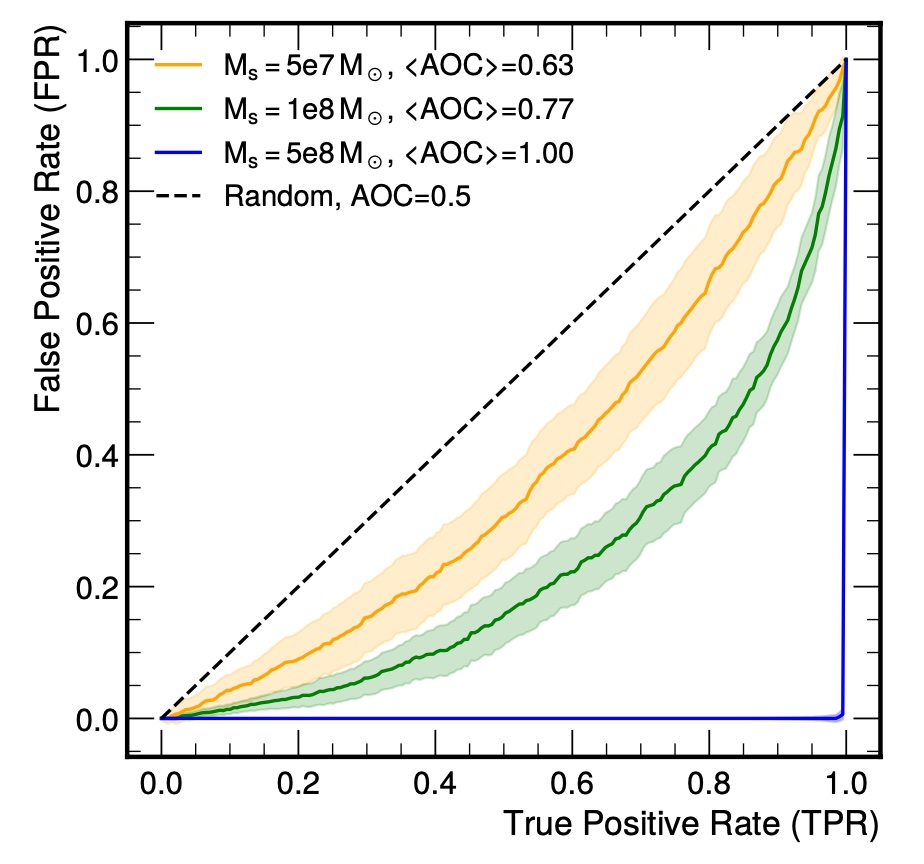 False Positive Rate (FPR)
1.0
0.8
0.6
0.4
0.2
0.0
Mₛ = 5e7 M☉, <AOC>=0.63
Mₛ = 1e8 M☉, <AOC>=0.77
Mₛ = 5e8 M☉, <AOC>=1.00
Random, AOC=0.5
0.0 0.2 0.4 0.6 0.8 1.0
True Positive Rate (TPR)